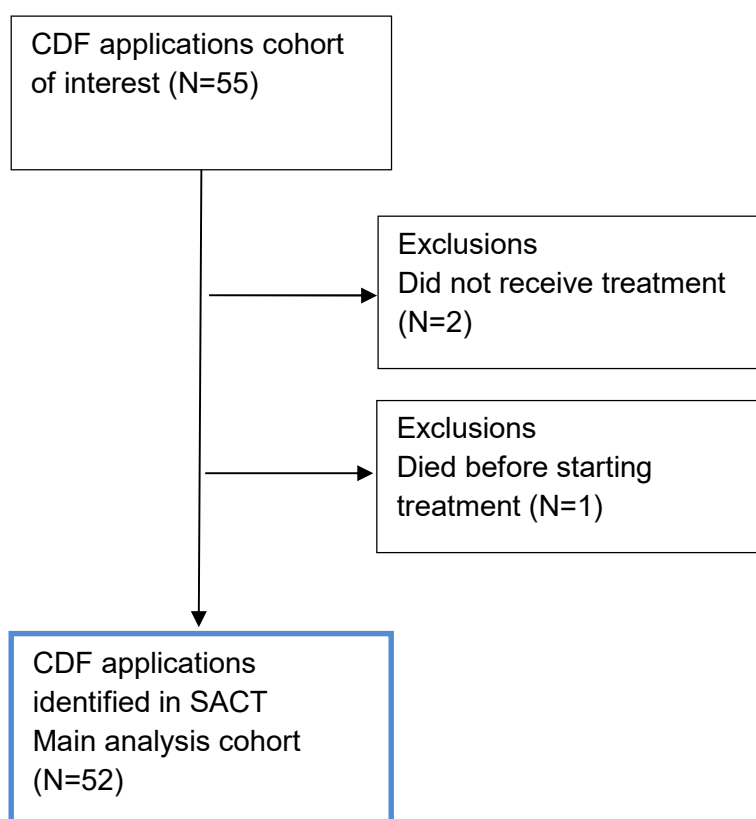 CDF applications cohort
of interest (N=55)
Exclusions
Did not receive treatment
(N=2)
Exclusions
Died before starting
treatment (N=1)
CDF applications
identified in SACT
Main analysis cohort
(N=52)